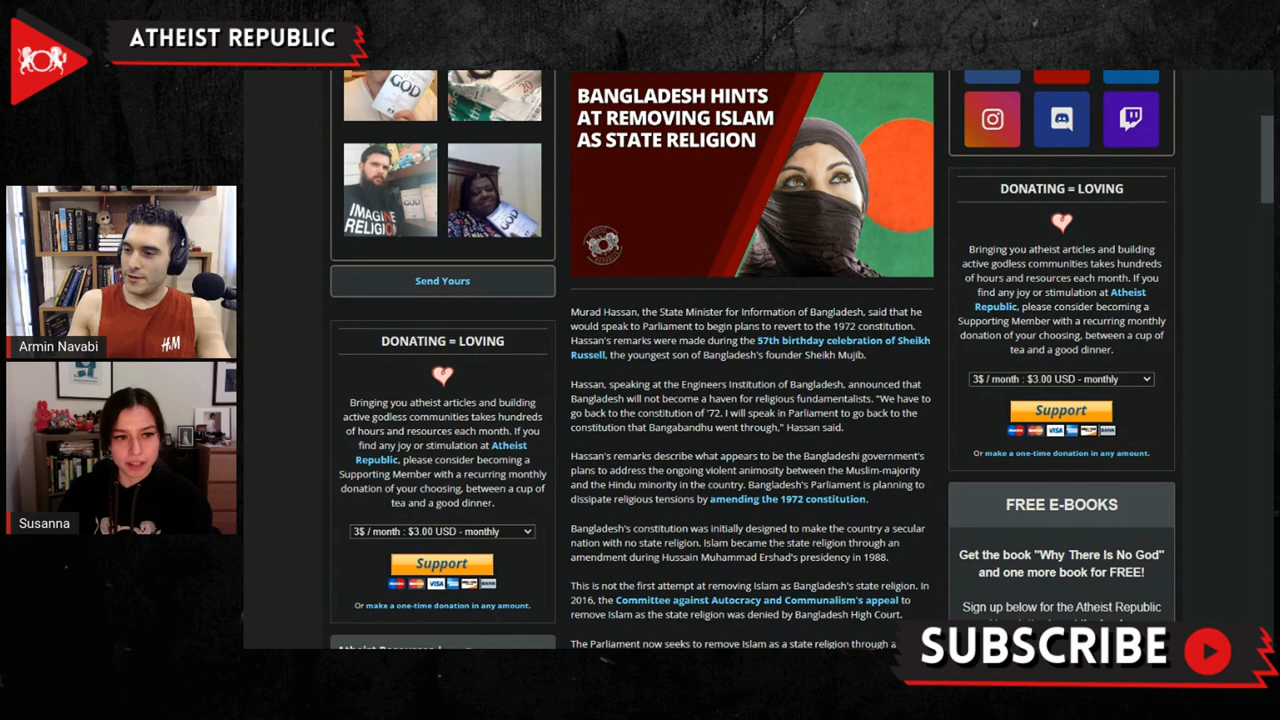 ATHEIST REPUBLIC
GOD
GOD
20
IMAGINE
RELIGION
GOD
Send Yours
DONATING = LOVING
Bringing you atheist articles and building
active godless communities takes hundreds
of hours and resources each month. If you
find any joy or stimulation at Atheist
Republic, please consider becoming a
Supporting Member with a recurring monthly
donation of your choosing, between a cup of
tea and a good dinner.
3$ / month : $3.00 USD - monthly
Support
VISA
BANK
Or make a one-time donation in any amount.
BANGLADESH HINTS
AT REMOVING ISLAM
AS STATE RELIGION
Murad Hassan, the State Minister for Information of Bangladesh, said that he
would speak to Parliament to begin plans to revert to the 1972 constitution.
Hassan's remarks were made during the 57th birthday celebration of Sheikh
Russell, the youngest son of Bangladesh's founder Sheikh Mujib.
Hassan, speaking at the Engineers Institution of Bangladesh, announced that
Bangladesh will not become a haven for religious fundamentalists. "We have to
go back to the constitution of '72. I will speak in Parliament to go back to the
constitution that Bangabandhu went through," Hassan said.
Hassan's remarks describe what appears to be the Bangladeshi government's
plans to address the ongoing violent animosity between the Muslim-majority
and the Hindu minority in the country. Bangladesh's Parliament is planning to
dissipate religious tensions by amending the 1972 constitution.
Bangladesh's constitution was initially designed to make the country a secular
nation with no state religion. Islam became the state religion through an
amendment during Hussain Muhammad Ershad's presidency in 1988.
This is not the first attempt at removing Islam as Bangladesh's state religion. In
2016, the Committee against Autocracy and Communalism's appeal to
remove Islam as the state religion was denied by Bangladesh High Court.
The Parliament now seeks to remove Islam as a state religion through a
DONATING = LOVING
Bringing you atheist articles and building
active godless communities takes hundreds
of hours and resources each month. If you
find any joy or stimulation at Atheist
Republic, please consider becoming a
Supporting Member with a recurring monthly
donation of your choosing, between a cup of
tea and a good dinner.
3$ / month : $3.00 USD - monthly
Support
VISA
BANK
Or make a one-time donation in any amount.
FREE E-BOOKS
Get the book "Why There Is No God"
and one more book for FREE!
Sign up below for the Atheist Republic
H&M
Armin Navabi
Susanna
SUBSCRIBE